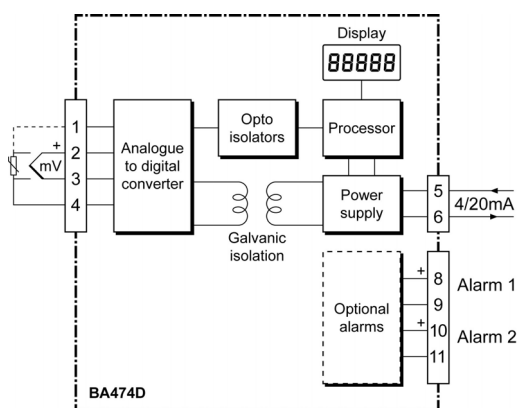 Display
88888
1
2
3
4
+
mV
Analogue
to digital
converter
Opto
isolators
Processor
Galvanic
isolation
Power
supply
5
6
4/20mA
Optional
alarms
+
8
9
+
10
11
Alarm 1
Alarm 2
BA474D